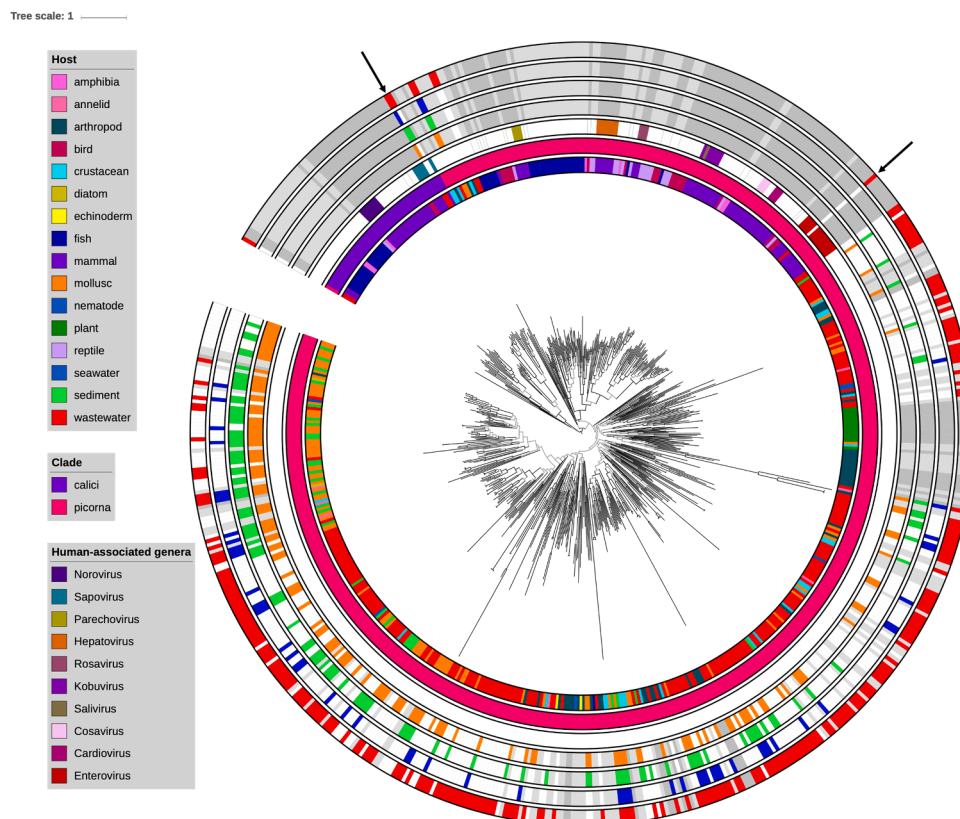 Tree scale: 1
Host
amphibia
annelid
arthropod
bird
crustacean
diatom
echinoderm
fish
mammal
mollusc
nematode
plant
reptile
seawater
sediment
wastewater
Clade
calici
picorna
Human-associated genera
Norovirus
Sapovirus
Parechovirus
Hepatovirus
Rosavirus
Kobuvirus
Salivirus
Cosavirus
Cardiovirus
Enterovirus